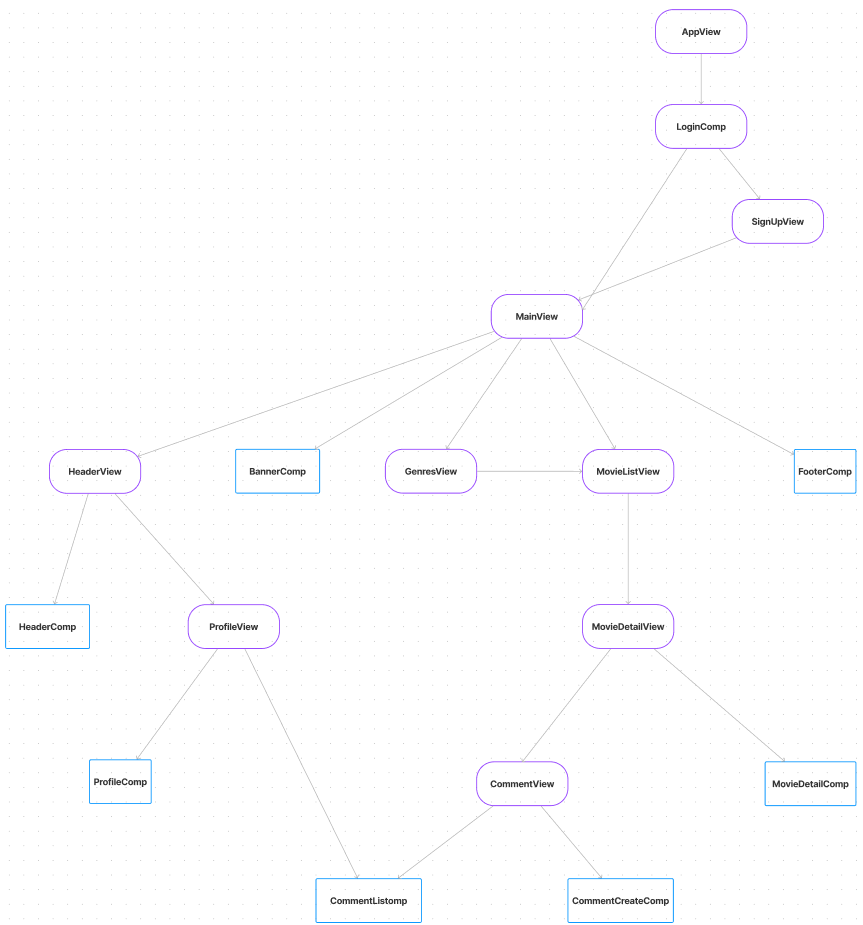 AppView
LoginComp
SignUpView
MainView
HeaderView
BannerComp
GenresView
MovieListView
FooterComp
HeaderComp
ProfileView
MovieDetailView
ProfileComp
CommentView
MovieDetailComp
CommentListomp
CommentCreateComp